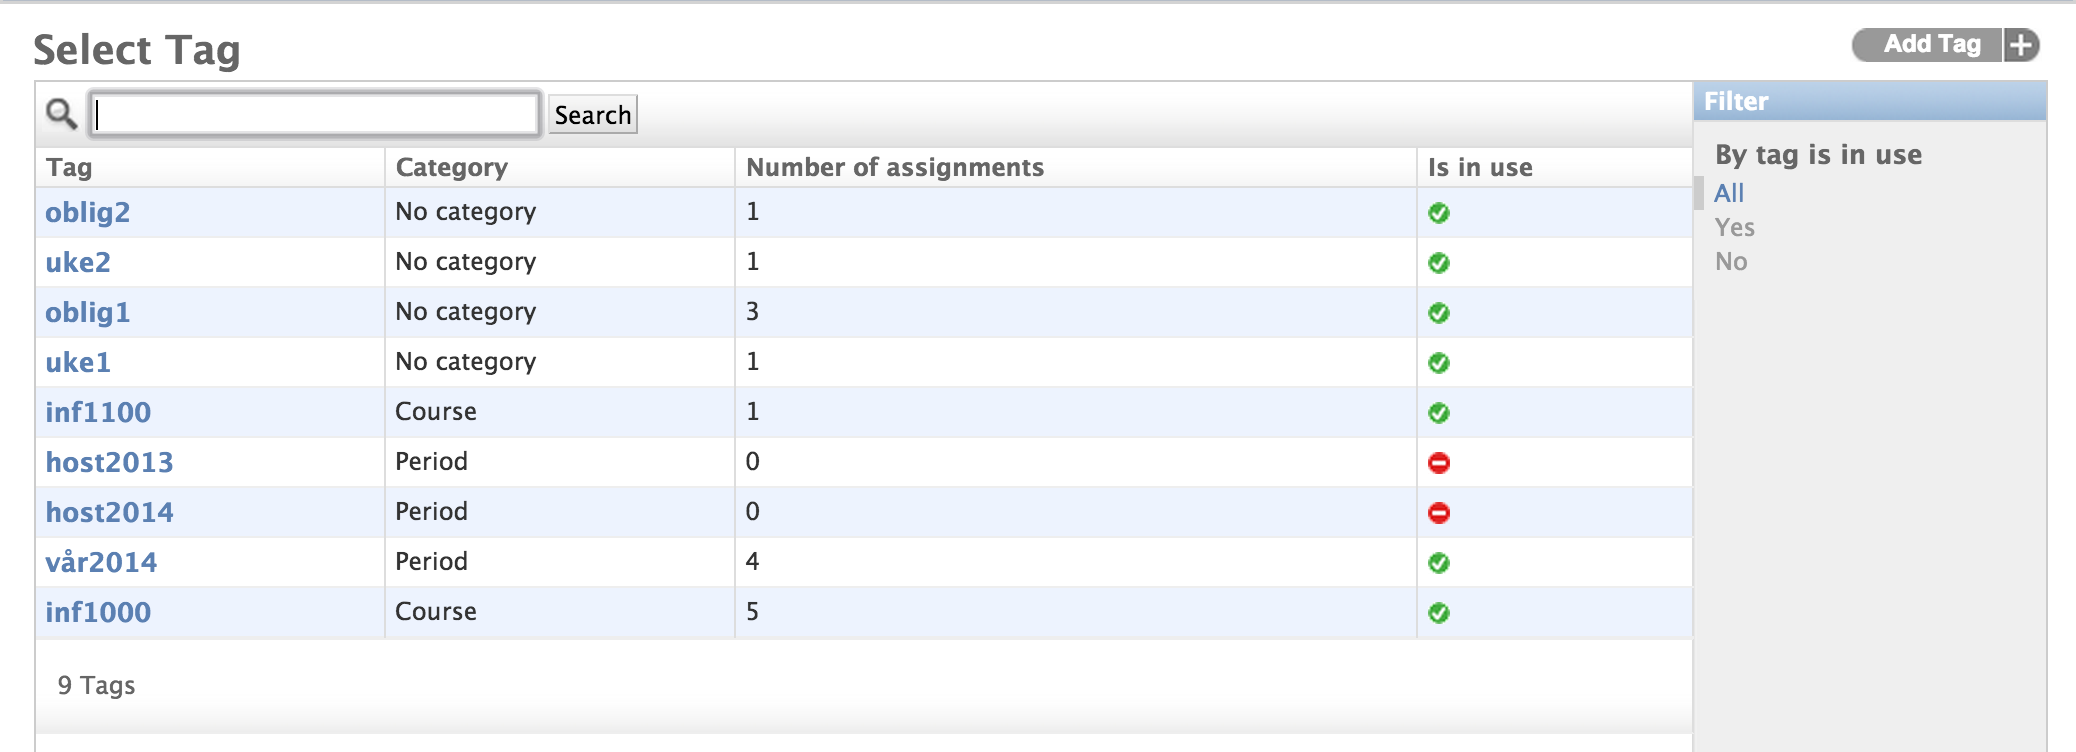 Select Tag
Add Tag +
Search
Filter
Tag Category Number of assignments Is in use
By tag is in use
All
Yes
No
oblig2 No category 1
uke2 No category 1
oblig1 No category 3
uke1 No category 1
inf1100 Course 1
host2013 Period 0
host2014 Period 0
vår2014 Period 4
inf1000 Course 5
9 Tags